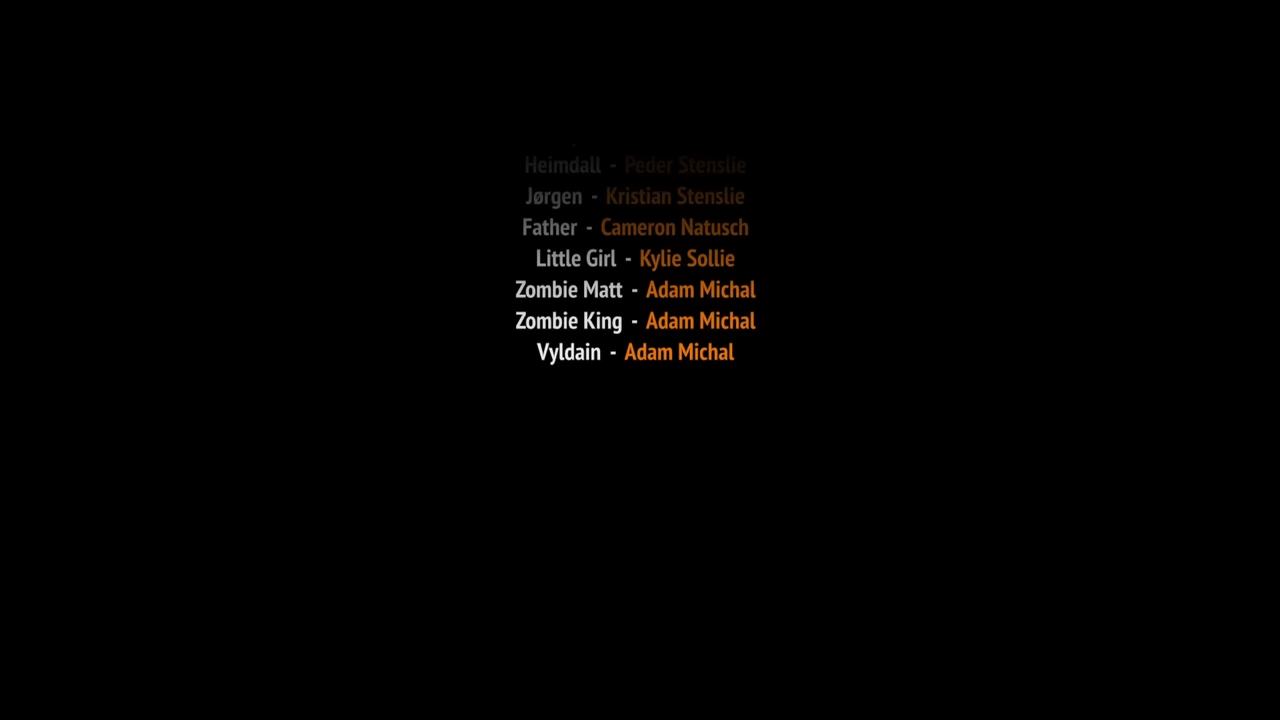 Heimdall - Peder Stenslie
Jørgen - Kristian Stenslie
Father - Cameron Natusch
Little Girl - Kylie Sollie
Zombie Matt - Adam Michal
Zombie King - Adam Michal
Vyldain - Adam Michal